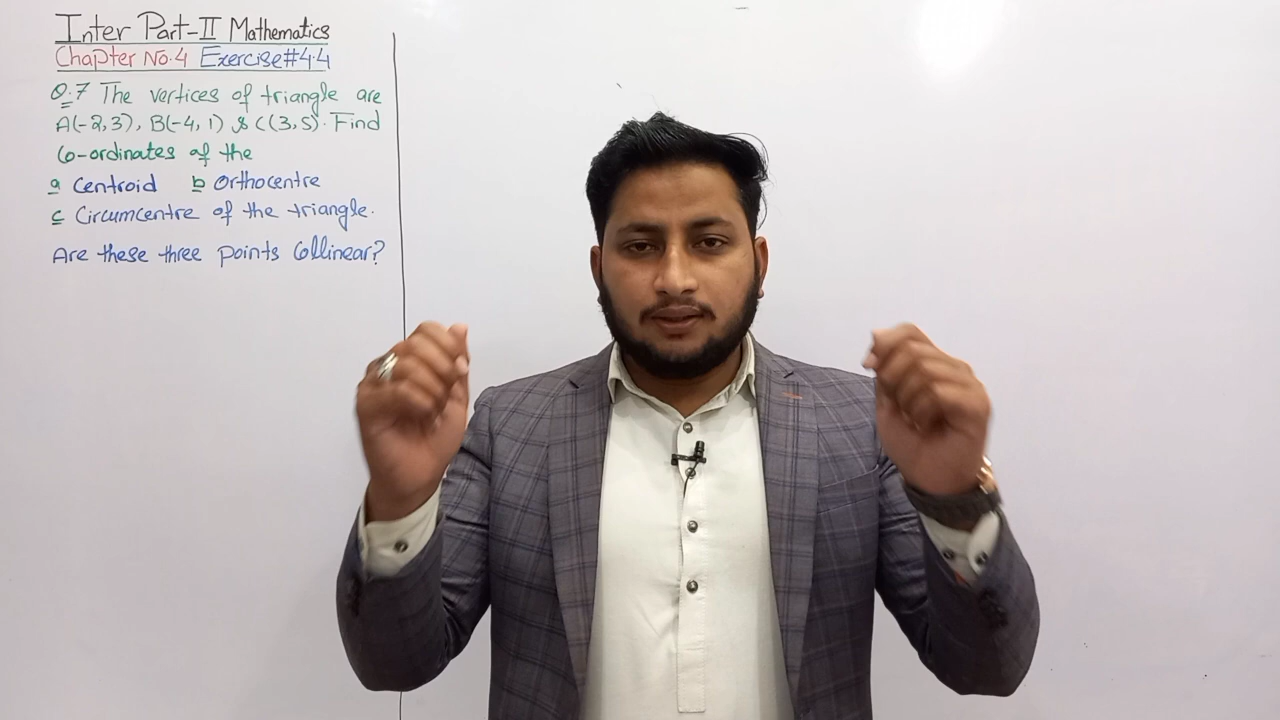 Inter Part-II Mathematics
Chapter No.4 Exercise#4.4
Q.7 The vertices of triangle are
A(-2,3), B(-4,1) & C(3,5). Find
Co-ordinates of the
a Centroid b Orthocentre
c Circumcentre of the triangle.
Are these three points Collinear?